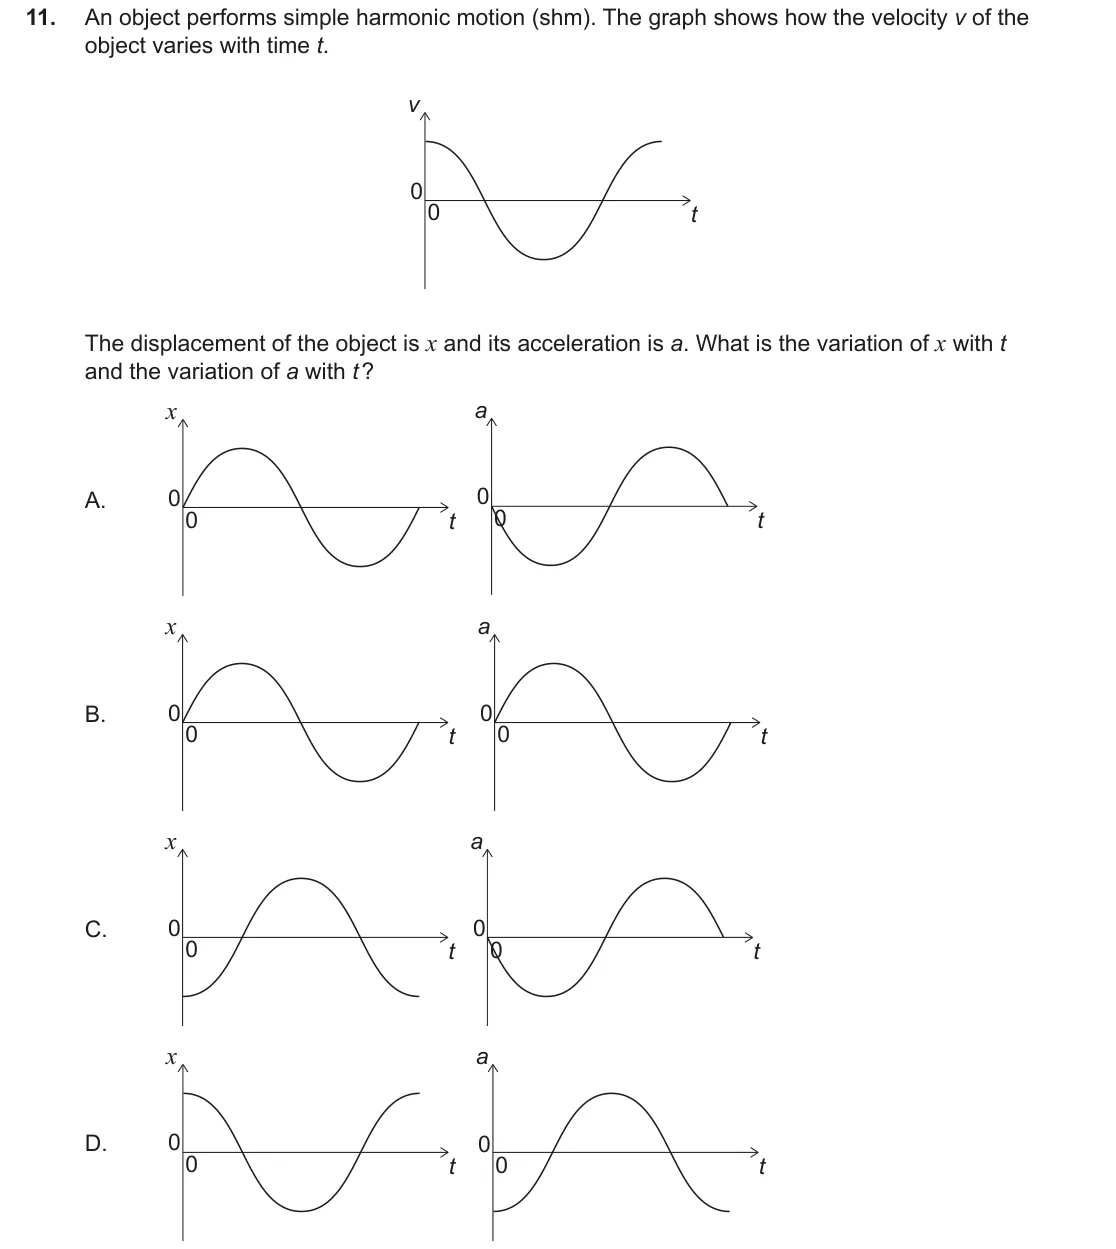 11. An object performs simple harmonic motion (shm). The graph shows how the velocity v of the
object varies with time t.
v
0
0
t
The displacement of the object is x and its acceleration is a. What is the variation of x with t
and the variation of a with t?
A.
x
0
0
t
a
0
0
t
B.
x
0
0
t
a
0
0
t
C.
x
0
0
t
a
0
0
t
D.
x
0
0
t
a
0
0
t